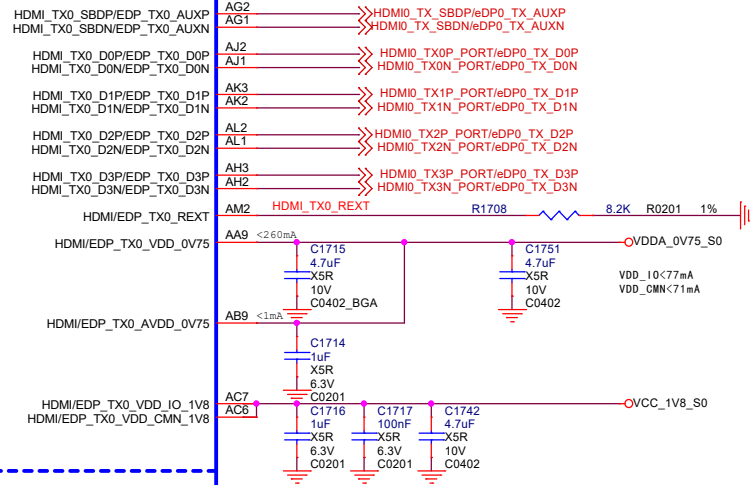 HDMI_TX0_SBDP/EDP_TX0_AUXP AG2 HDMI0_TX_SBDP/eDP0_TX_AUXP
HDMI_TX0_SBDN/EDP_TX0_AUXN AG1 HDMI0_TX_SBDN/eDP0_TX_AUXN
HDMI_TX0_D0P/EDP_TX0_D0P AJ2 HDMI0_TX0P_PORT/eDP0_TX_D0P
HDMI_TX0_D0N/EDP_TX0_D0N AJ1 HDMI0_TX0N_PORT/eDP0_TX_D0N
HDMI_TX0_D1P/EDP_TX0_D1P AK3 HDMI0_TX1P_PORT/eDP0_TX_D1P
HDMI_TX0_D1N/EDP_TX0_D1N AK2 HDMI0_TX1N_PORT/eDP0_TX_D1N
HDMI_TX0_D2P/EDP_TX0_D2P AL2 HDMI0_TX2P_PORT/eDP0_TX_D2P
HDMI_TX0_D2N/EDP_TX0_D2N AL1 HDMI0_TX2N_PORT/eDP0_TX_D2N
HDMI_TX0_D3P/EDP_TX0_D3P AH3 HDMI0_TX3P_PORT/eDP0_TX_D3P
HDMI_TX0_D3N/EDP_TX0_D3N AH2 HDMI0_TX3N_PORT/eDP0_TX_D3N
HDMI/EDP_TX0_REXT AM2 HDMI_TX0_REXT R1708 8.2K R0201 1%
HDMI/EDP_TX0_VDD_0V75 AA9 <260mA VDDA_0V75_S0
C1715
4.7uF
X5R
10V
C0402_BGA
C1751
4.7uF
X5R
10V
C0402
VDD_IO<77mA
VDD_CMN<71mA
HDMI/EDP_TX0_AVDD_0V75 AB9 <1mA
C1714
1uF
X5R
6.3V
C0201
HDMI/EDP_TX0_VDD_IO_1V8 AC7 VCC_1V8_S0
HDMI/EDP_TX0_VDD_CMN_1V8 AC6
C1716
1uF
X5R
6.3V
C0201
C1717
100nF
X5R
6.3V
C0201
C1742
4.7uF
X5R
10V
C0402